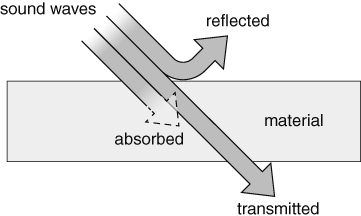 sound waves
reflected
material
absorbed
transmitted